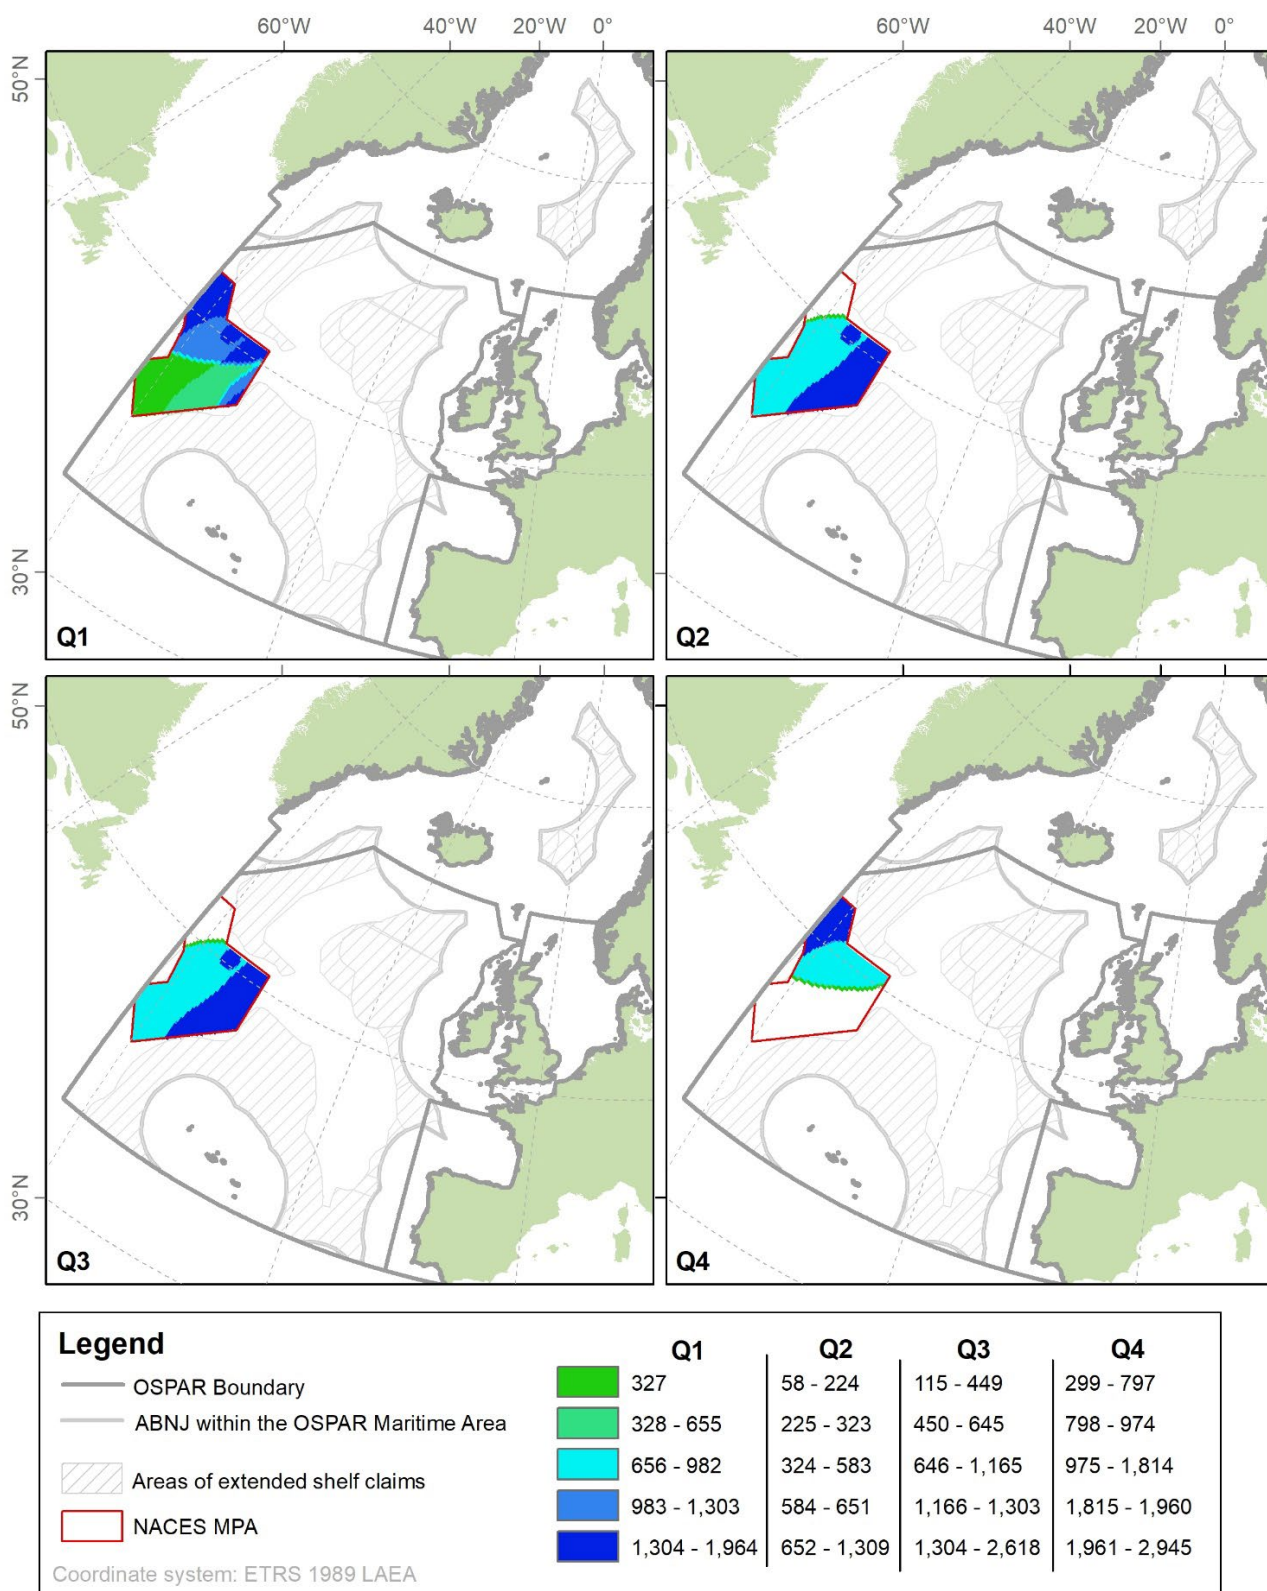 60°W 40°W 20°W 0° 60°W 40°W 20°W 0°
50°N
30°N
Q1 Q2
50°N
30°N
Q3 Q4
Legend
OSPAR Boundary
ABNJ within the OSPAR Maritime Area
Areas of extended shelf claims
NACES MPA
Coordinate system: ETRS 1989 LAEA
Q1 Q2 Q3 Q4
327 58 - 224 115 - 449 299 - 797
328 - 655 225 - 323 450 - 645 798 - 974
656 - 982 324 - 583 646 - 1,165 975 - 1,814
983 - 1,303 584 - 651 1,166 - 1,303 1,815 - 1,960
1,304 - 1,964 652 - 1,309 1,304 - 2,618 1,961 - 2,945